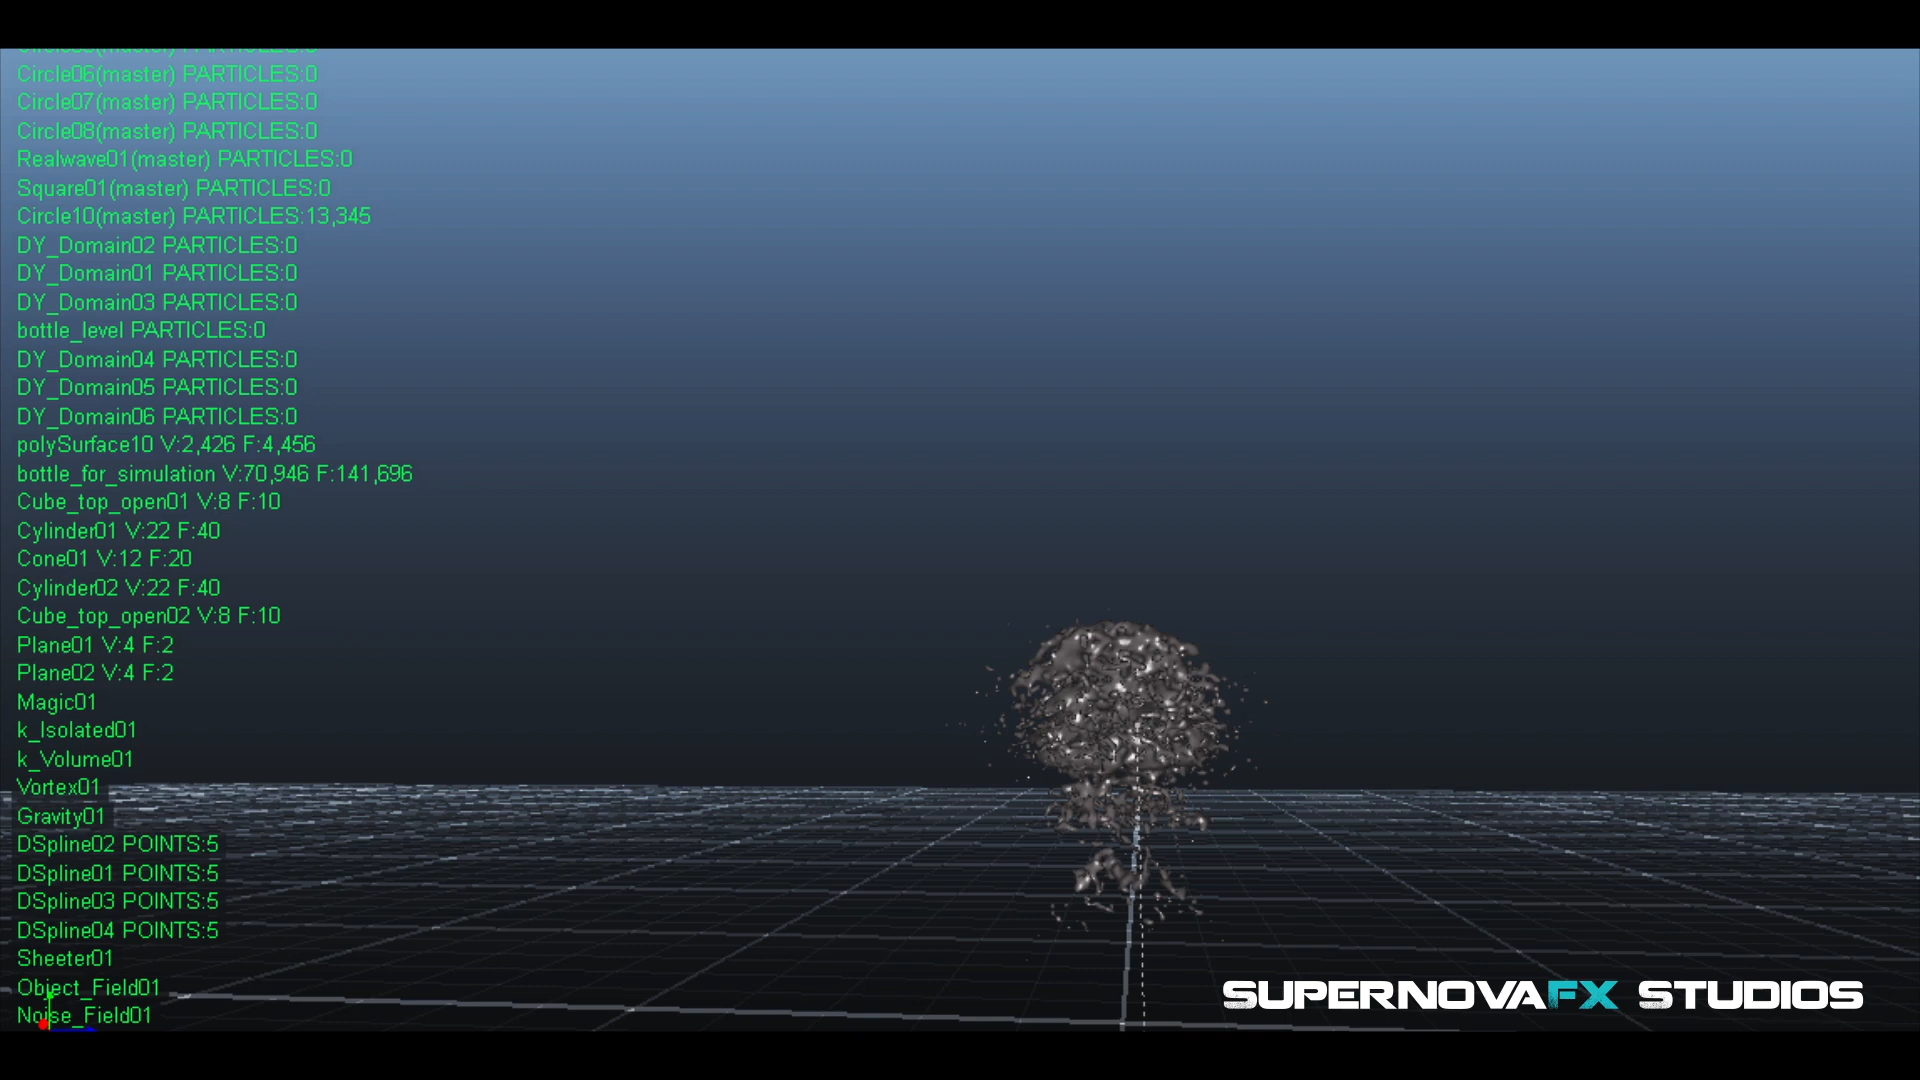 Circle06(master) PARTICLES:0
Circle07(master) PARTICLES:0
Circle08(master) PARTICLES:0
Realwave01(master) PARTICLES:0
Square01(master) PARTICLES:0
Circle10(master) PARTICLES:13,345
DY_Domain02 PARTICLES:0
DY_Domain01 PARTICLES:0
DY_Domain03 PARTICLES:0
bottle_level PARTICLES:0
DY_Domain04 PARTICLES:0
DY_Domain05 PARTICLES:0
DY_Domain06 PARTICLES:0
polySurface10 V:2,426 F:4,456
bottle_for_simulation V:70,946 F:141,696
Cube_top_open01 V:8 F:10
Cylinder01 V:22 F:40
Cone01 V:12 F:20
Cylinder02 V:22 F:40
Cube_top_open02 V:8 F:10
Plane01 V:4 F:2
Plane02 V:4 F:2
Magic01
k_Isolated01
k_Volume01
Vortex01
Gravity01
DSpline02 POINTS:5
DSpline01 POINTS:5
DSpline03 POINTS:5
DSpline04 POINTS:5
Sheeter01
Object_Field01
Noise_Field01
SUPERNOVAFX STUDIOS